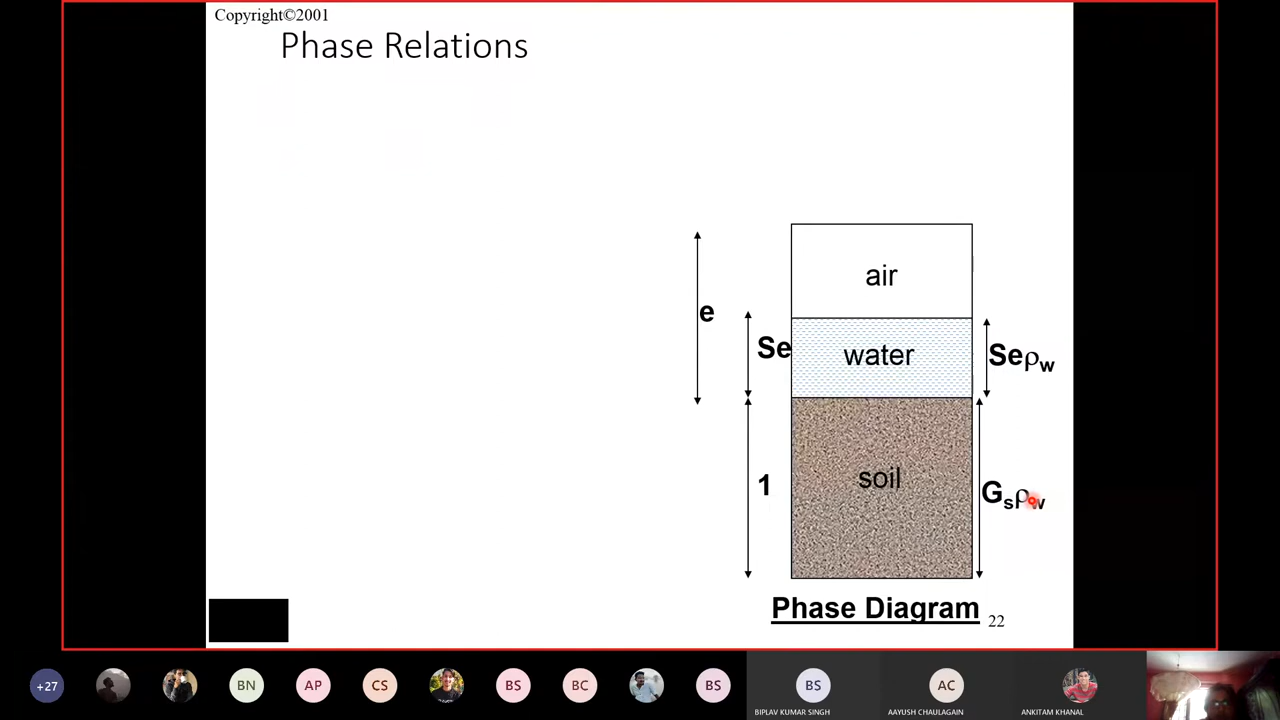 Copyright©2001
Phase Relations
air
e
Se
water
Seρw
1
soil
Gsρw
Phase Diagram
22
+27
BN
AP
CS
BS
BC
BS
BS
AC
BIPLAV KUMAR SINGH
AAYUSH CHAULAGAIN
ANKITAM KHANAL